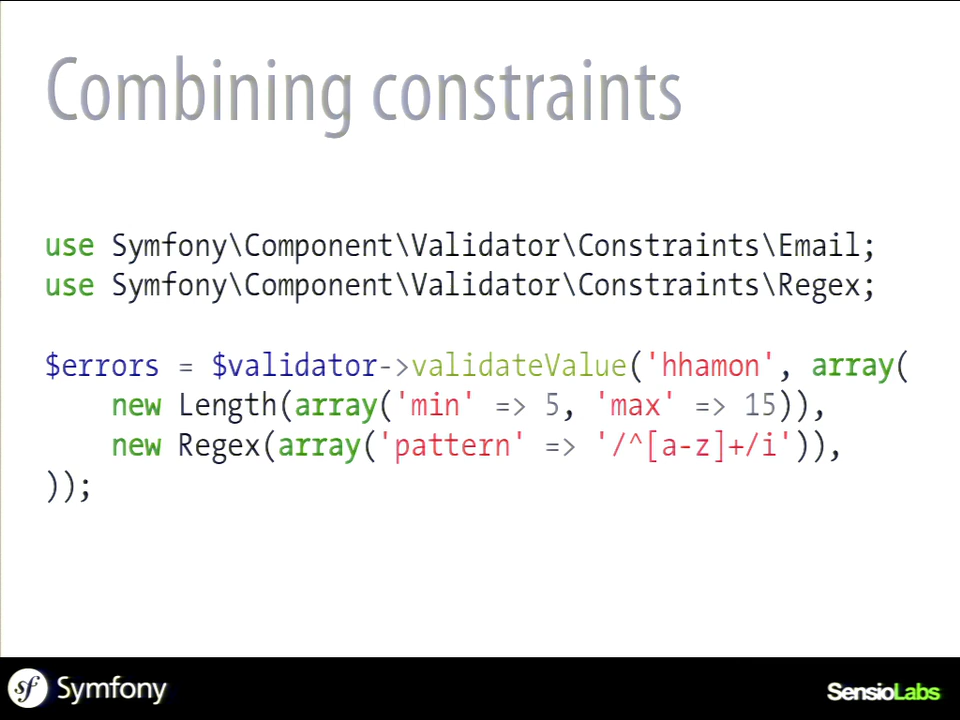 Combining constraints
use Symfony\Component\Validator\Constraints\Email;
use Symfony\Component\Validator\Constraints\Regex;
$errors = $validator->validateValue('hhamon', array(
    new Length(array('min' => 5, 'max' => 15)),
    new Regex(array('pattern' => '/^[a-z]+/i')),
));
sf Symfony
SensioLabs